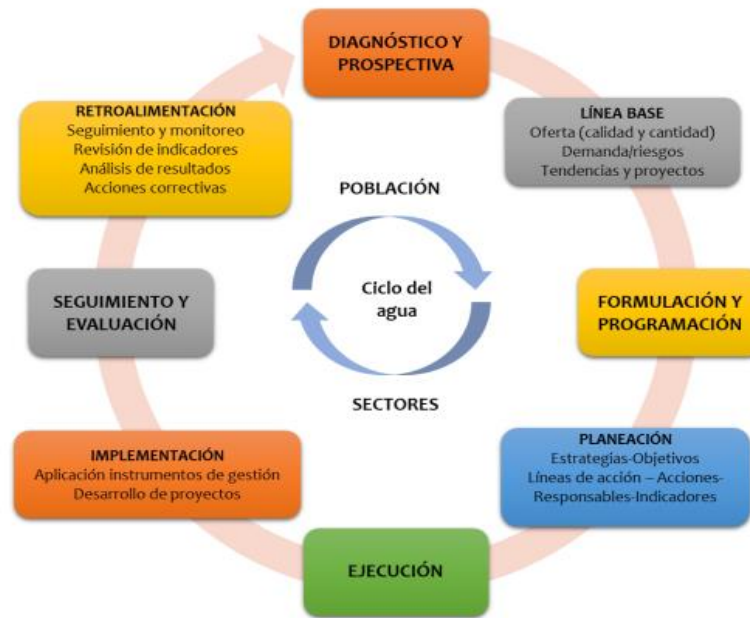 DIAGNÓSTICO Y
PROSPECTIVA
LÍNEA BASE
Oferta (calidad y cantidad)
Demanda/riesgos
Tendencias y proyectos
FORMULACIÓN Y
PROGRAMACIÓN
PLANEACIÓN
Estrategias-Objetivos
Líneas de acción – Acciones-
Responsables-Indicadores
EJECUCIÓN
IMPLEMENTACIÓN
Aplicación instrumentos de gestión
Desarrollo de proyectos
SEGUIMIENTO Y
EVALUACIÓN
RETROALIMENTACIÓN
Seguimiento y monitoreo
Revisión de indicadores
Análisis de resultados
Acciones correctivas
POBLACIÓN
Ciclo del
agua
SECTORES